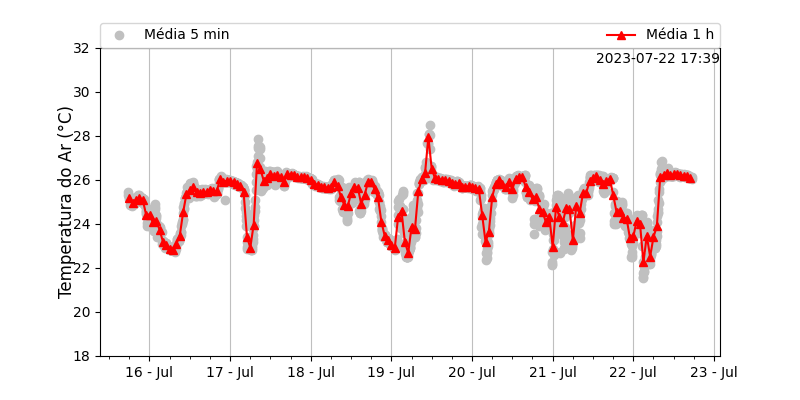 Média 5 min
Média 1 h
2023-07-22 17:39
Temperatura do Ar (°C)
32
30
28
26
24
22
20
18
16 - Jul
17 - Jul
18 - Jul
19 - Jul
20 - Jul
21 - Jul
22 - Jul
23 - Jul